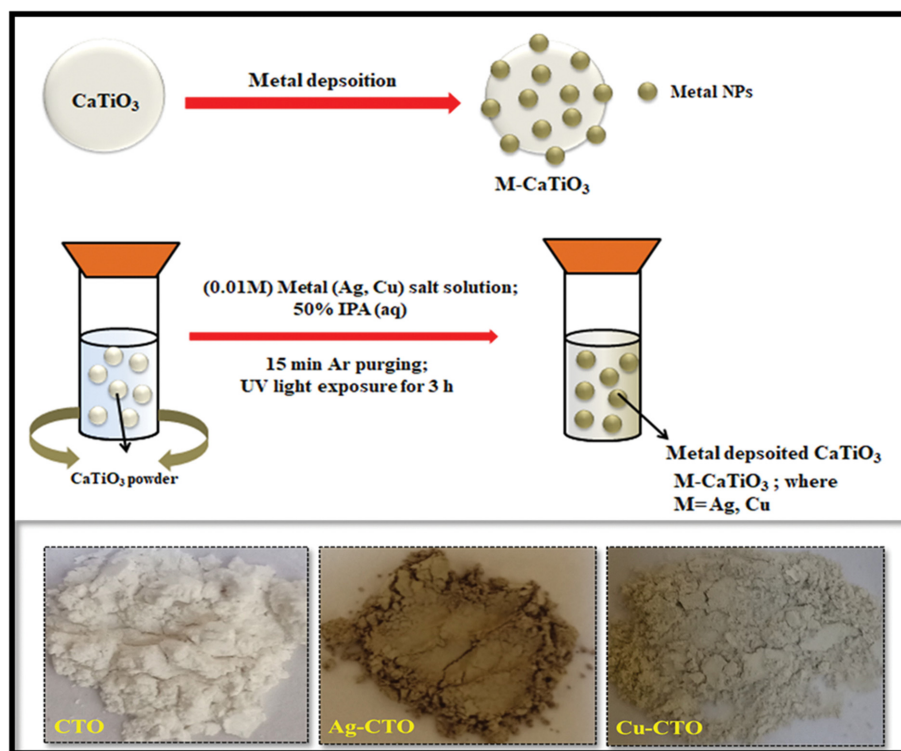 CaTiO₃
Metal depsoition
Metal NPs
M-CaTiO₃
(0.01M) Metal (Ag, Cu) salt solution;
50% IPA (aq)
15 min Ar purging;
UV light exposure for 3 h
CaTiO₃ powder
Metal depsoited CaTiO₃
M-CaTiO₃ ; where
M= Ag, Cu
CTO
Ag-CTO
Cu-CTO